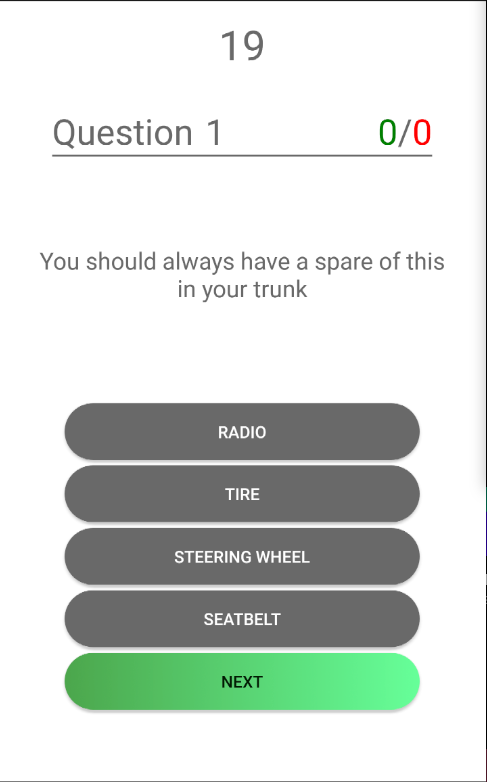 19
Question 1 0/0
You should always have a spare of this
in your trunk
RADIO
TIRE
STEERING WHEEL
SEATBELT
NEXT